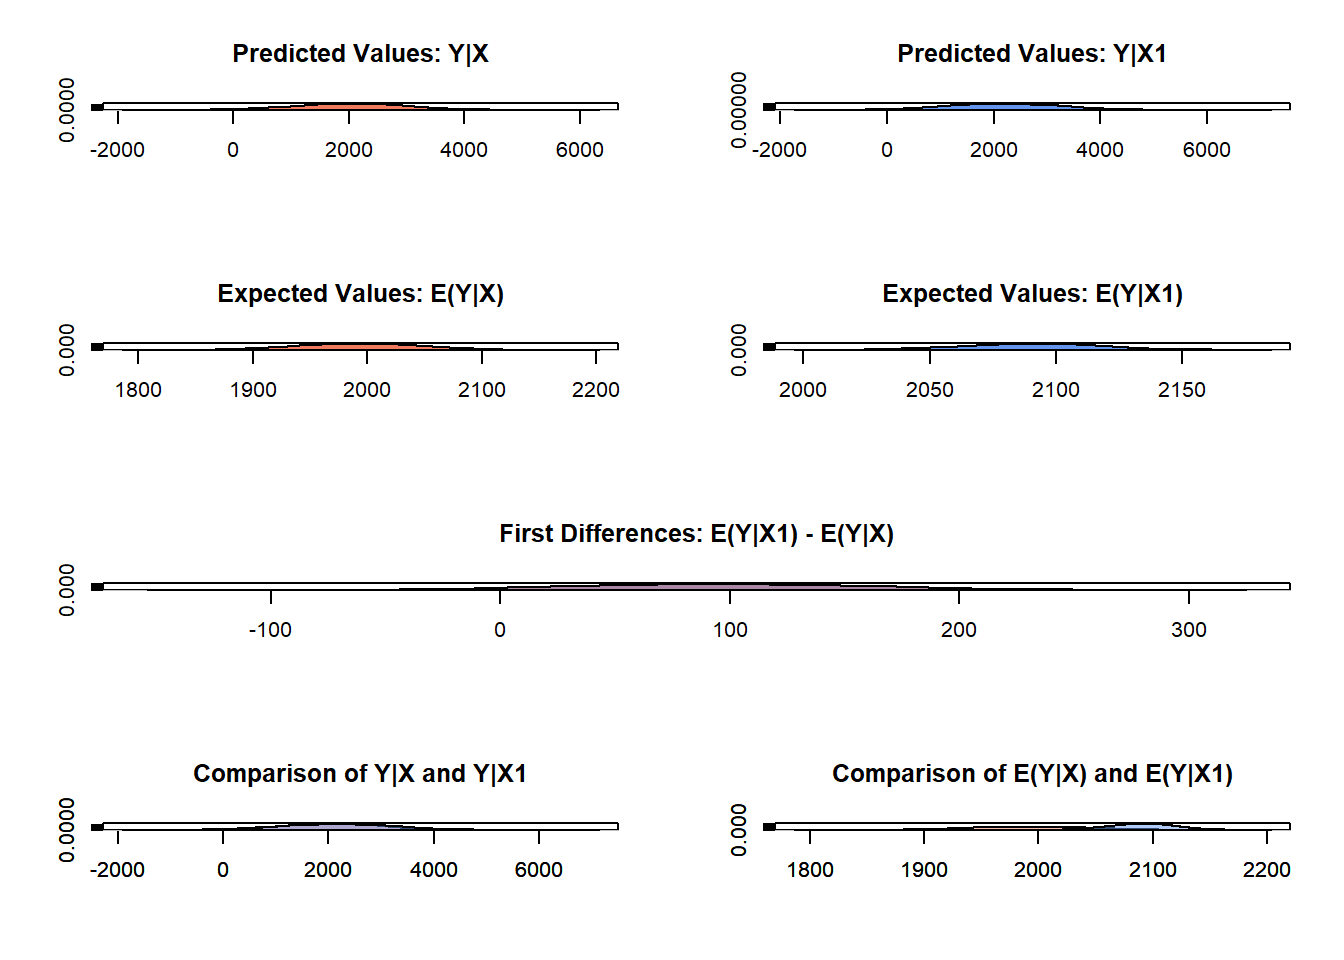 Predicted Values: Y|X
0.0000
-2000 0 2000 4000 6000
Predicted Values: Y|X1
0.00000
-2000 0 2000 4000 6000
Expected Values: E(Y|X)
0.000
1800 1900 2000 2100 2200
Expected Values: E(Y|X1)
0.000
2000 2050 2100 2150
First Differences: E(Y|X1) - E(Y|X)
0.000
-100 0 100 200 300
Comparison of Y|X and Y|X1
0.0000
-2000 0 2000 4000 6000
Comparison of E(Y|X) and E(Y|X1)
0.000
1800 1900 2000 2100 2200